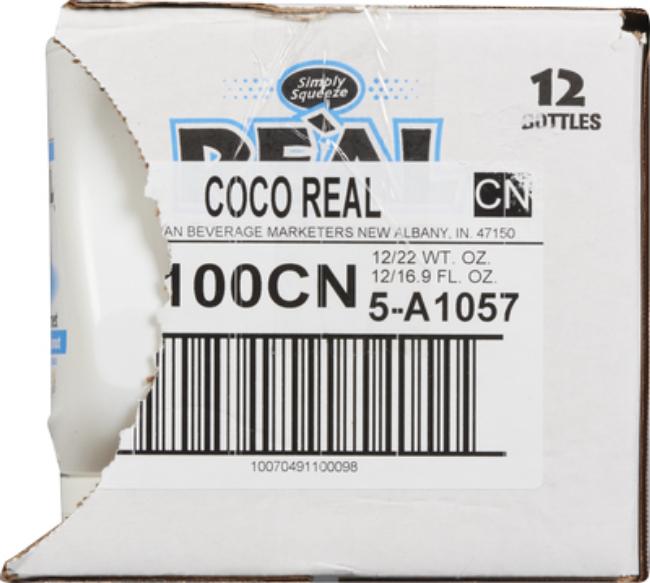 Simply
Squeeze
REAL
12
BOTTLES
COCO REAL
CN
AN BEVERAGE MARKETERS NEW ALBANY, IN. 47150
12/22 WT. OZ.
12/16.9 FL. OZ.
100CN
5-A1057
10070491100098